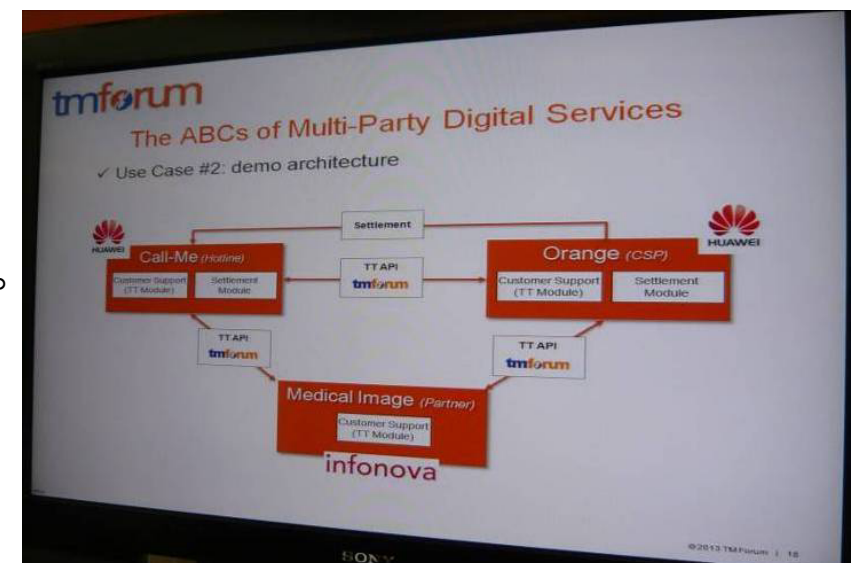 tmforum
The ABCs of Multi-Party Digital Services
✓ Use Case #2: demo architecture
Settlement
HUAWEI
HUAWEI
Call-Me (Hotline)
Customer Support
(TT Module)
Settlement
Module
TT API
tmforum
Orange (CSP)
Customer Support
(TT Module)
Settlement
Module
TT API
tmforum
TT API
tmforum
Medical Image (Partner)
Customer Support
(TT Module)
infonova
©2013 TM Forum | 16
SONY